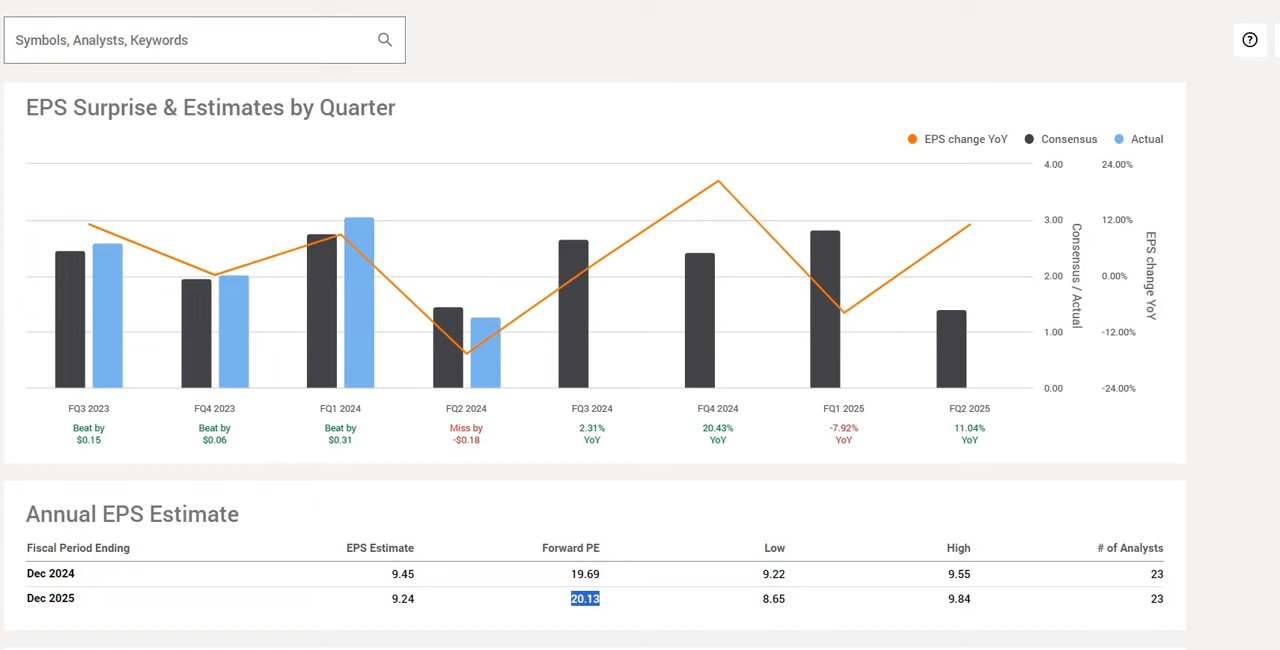 Symbols, Analysts, Keywords
EPS Surprise & Estimates by Quarter
EPS change YoY Consensus Actual
4.00 24.00%
3.00 12.00%
2.00 0.00%
1.00 -12.00%
0.00 -24.00%
Consensus / Actual
EPS change YoY
FQ3 2023 FQ4 2023 FQ1 2024 FQ2 2024 FQ3 2024 FQ4 2024 FQ1 2025 FQ2 2025
Beat by Beat by Beat by Miss by 2.31% 20.43% -7.92% 11.04%
$0.15 $0.06 $0.31 -$0.18 YoY YoY YoY YoY
Annual EPS Estimate
Fiscal Period Ending EPS Estimate Forward PE Low High # of Analysts
Dec 2024 9.45 19.69 9.22 9.55 23
Dec 2025 9.24 20.13 8.65 9.84 23